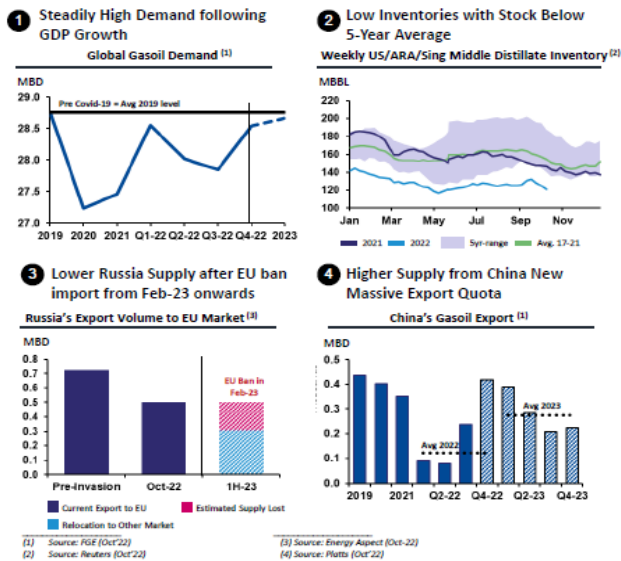 1 Steadily High Demand following
GDP Growth
Global Gasoil Demand (1)
MBD
29.0
Pre Covid-19 = Avg 2019 level
28.5
28.0
27.5
27.0
2019 2020 2021 Q1-22 Q2-22 Q3-22 Q4-22 2023
2 Low Inventories with Stock Below
5-Year Average
Weekly US/ARA/Sing Middle Distillate Inventory (2)
MBBL
220
200
180
160
140
120
100
Jan Mar May Jul Sep Nov
2021 2022 5yr-range Avg. 17-21
3 Lower Russia Supply after EU ban
import from Feb-23 onwards
Russia's Export Volume to EU Market (3)
MBD
0.8
0.7
0.6
0.5
0.4
0.3
0.2
0.1
0.0
EU Ban in
Feb-23
Pre-Invasion Oct-22 1H-23
Current Export to EU Estimated Supply Lost
Relocation to Other Market
4 Higher Supply from China New
Massive Export Quota
China's Gasoil Export (1)
MBD
0.5
0.4
0.3
0.2
0.1
0.0
Avg 2022
Avg 2023
2019 2021 Q2-22 Q4-22 Q2-23 Q4-23
(1) Source: FGE (Oct'22)
(2) Source: Reuters (Oct'22)
(3) Source: Energy Aspect (Oct-22)
(4) Source: Platts (Oct'22)